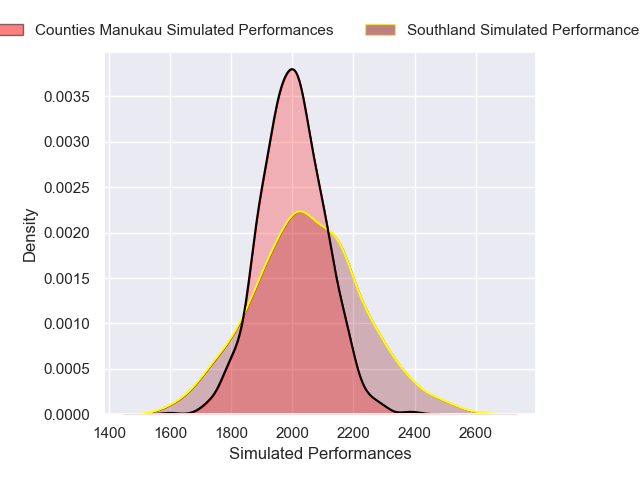 Counties Manukau Simulated Performances Southland Simulated Performance
0.0035
0.0030
0.0025
0.0020
0.0015
0.0010
0.0005
0.0000
Density
1400 1600 1800 2000 2200 2400 2600
Simulated Performances